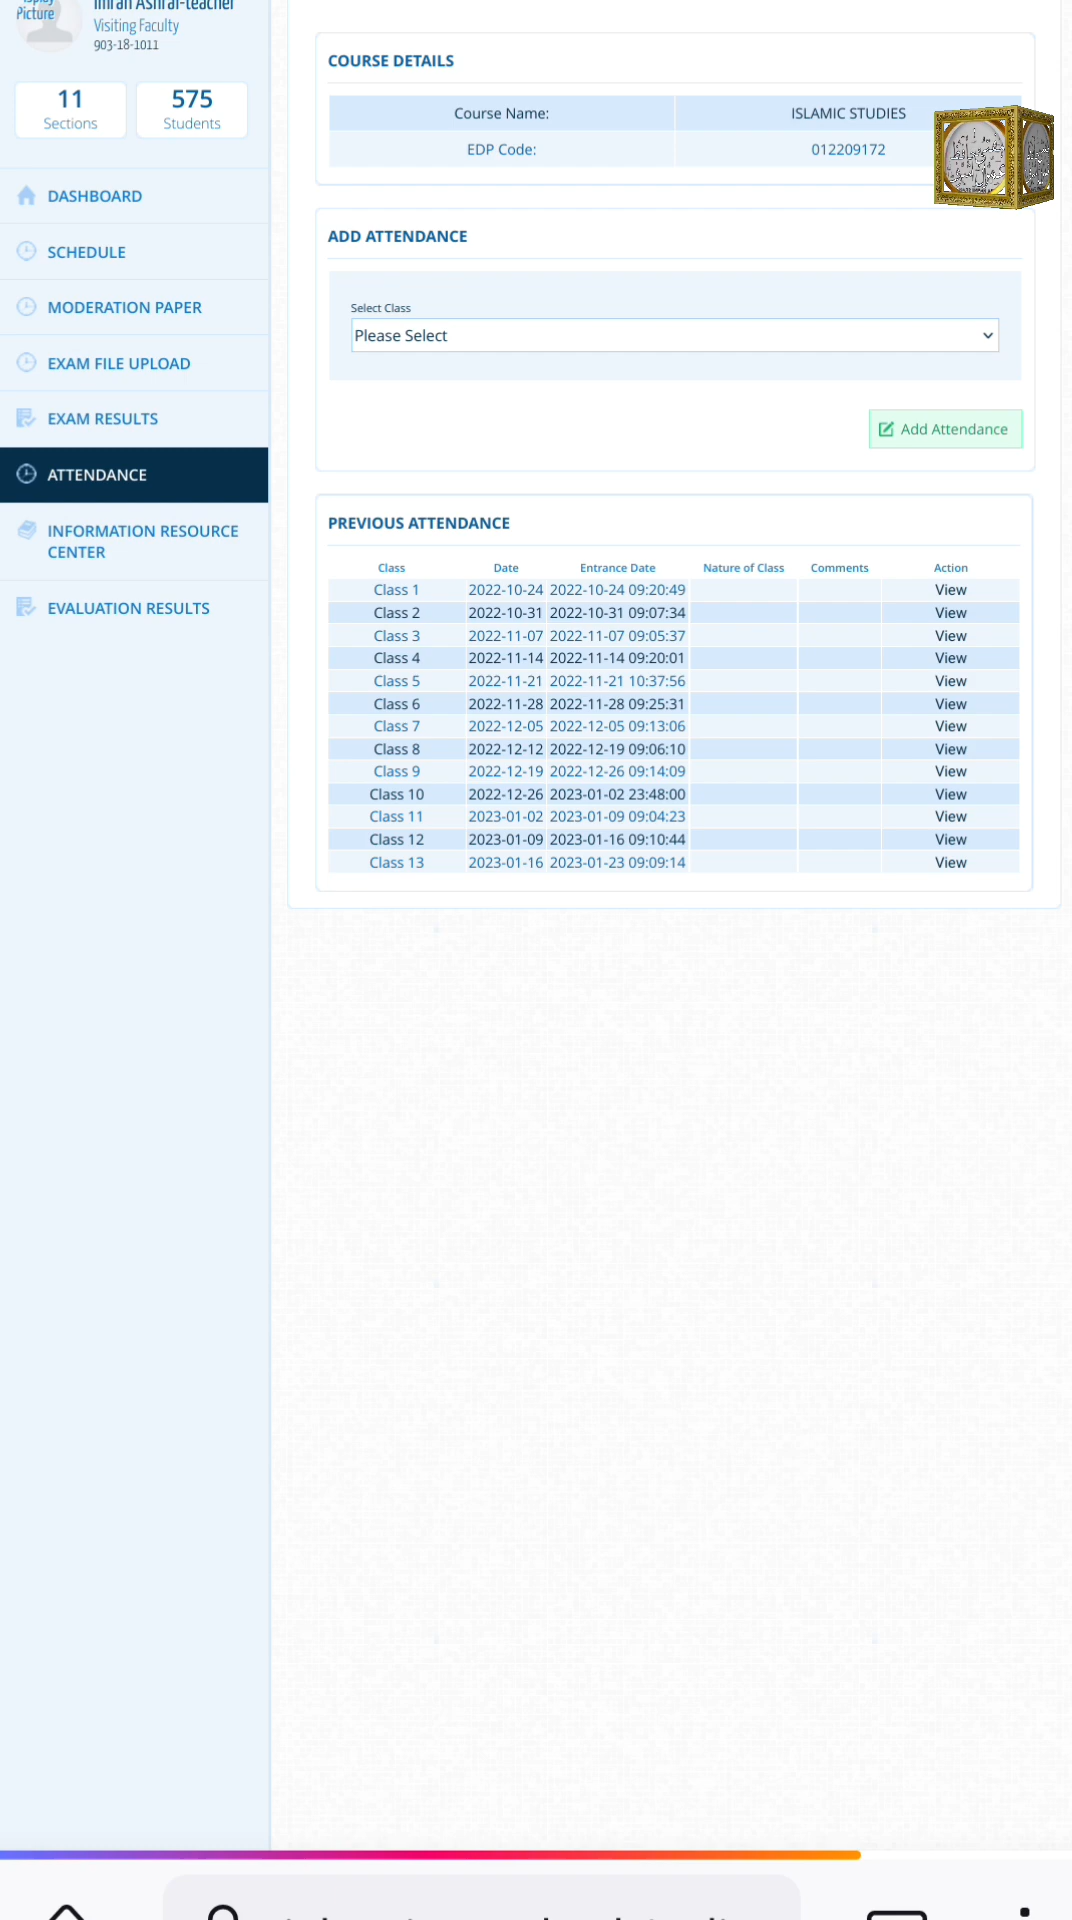 Picture
Imran Ashraf-teacher
Visiting Faculty
903-18-1011
11
Sections
575
Students
DASHBOARD
SCHEDULE
MODERATION PAPER
EXAM FILE UPLOAD
EXAM RESULTS
ATTENDANCE
INFORMATION RESOURCE
CENTER
EVALUATION RESULTS
COURSE DETAILS
Course Name: ISLAMIC STUDIES
EDP Code: 012209172
ADD ATTENDANCE
Select Class
Please Select
Add Attendance
PREVIOUS ATTENDANCE
Class Date Entrance Date Nature of Class Comments Action
Class 1 2022-10-24 2022-10-24 09:20:49 View
Class 2 2022-10-31 2022-10-31 09:07:34 View
Class 3 2022-11-07 2022-11-07 09:05:37 View
Class 4 2022-11-14 2022-11-14 09:20:01 View
Class 5 2022-11-21 2022-11-21 10:37:56 View
Class 6 2022-11-28 2022-11-28 09:25:31 View
Class 7 2022-12-05 2022-12-05 09:13:06 View
Class 8 2022-12-12 2022-12-19 09:06:10 View
Class 9 2022-12-19 2022-12-26 09:14:09 View
Class 10 2022-12-26 2023-01-02 23:48:00 View
Class 11 2023-01-02 2023-01-09 09:04:23 View
Class 12 2023-01-09 2023-01-16 09:10:44 View
Class 13 2023-01-16 2023-01-23 09:09:14 View